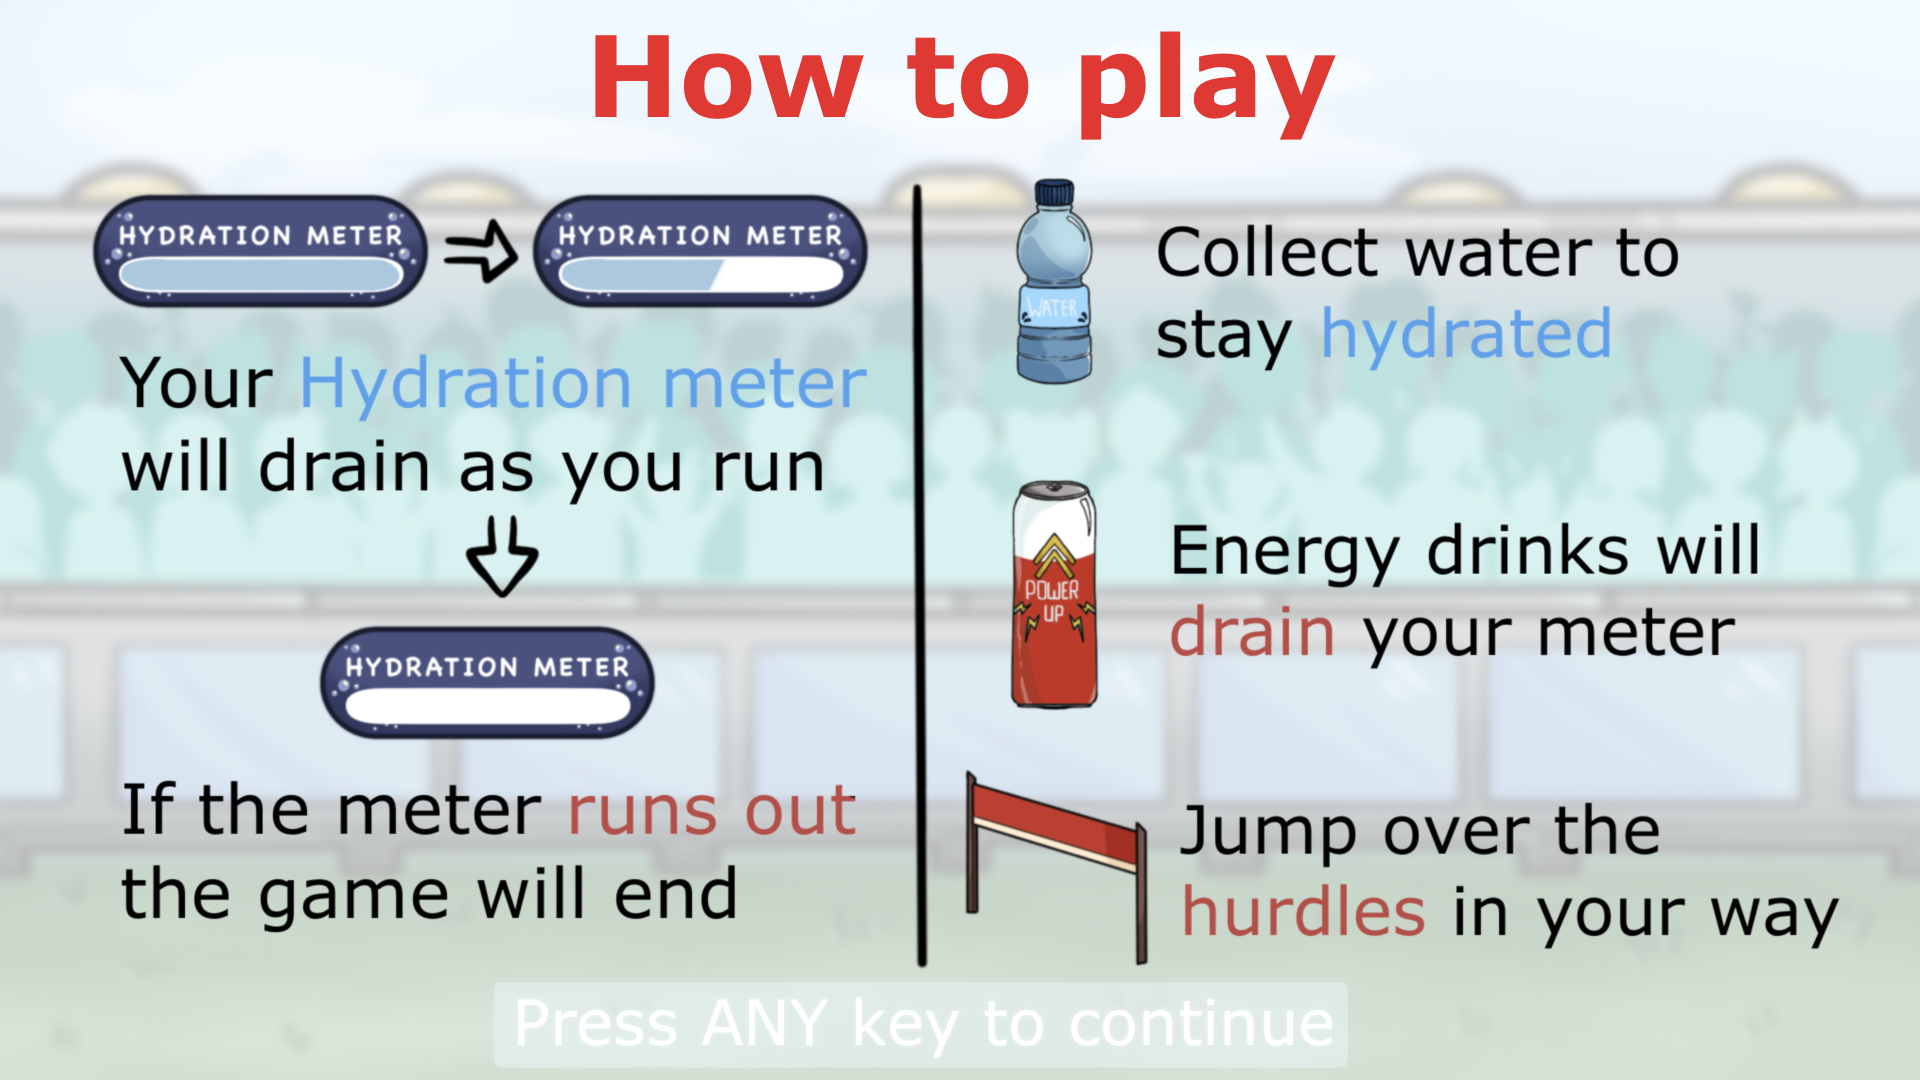 How to play
HYDRATION METER
HYDRATION METER
Your Hydration meter
will drain as you run
HYDRATION METER
If the meter runs out
the game will end
WATER
Collect water to
stay hydrated
POWER
UP
Energy drinks will
drain your meter
Jump over the
hurdles in your way
Press ANY key to continue